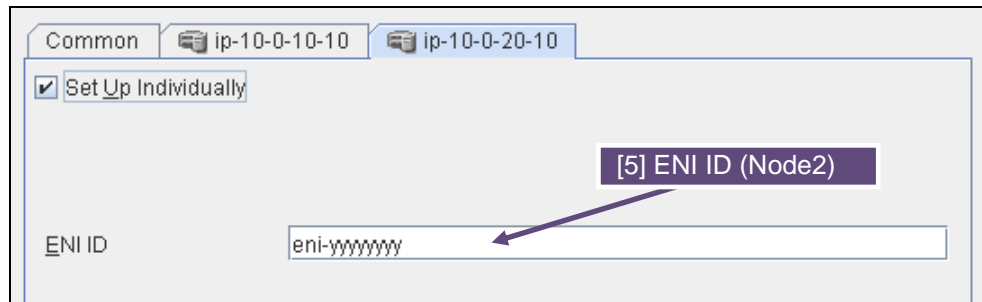 Common ip-10-0-10-10 ip-10-0-20-10
Set Up Individually
[5] ENI ID (Node2)
ENI ID eni-yyyyyyy